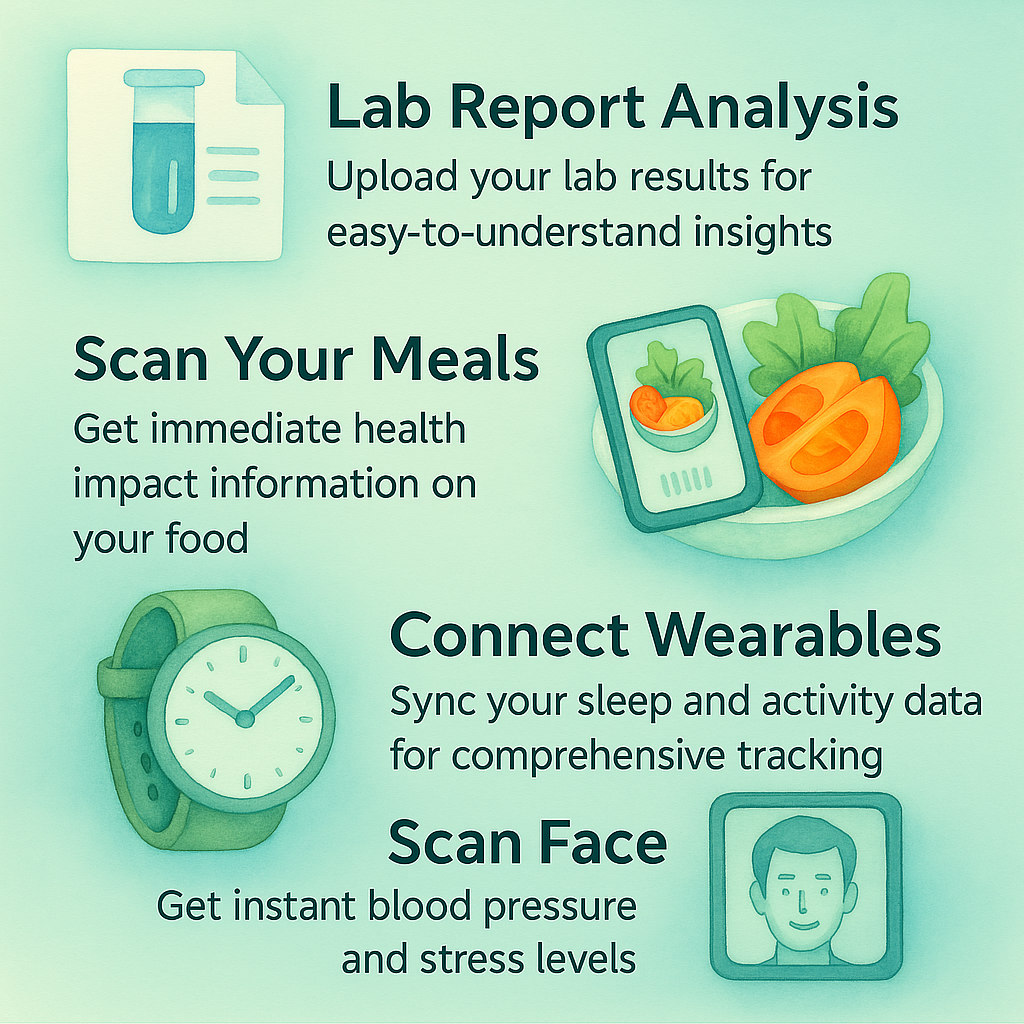 Lab Report Analysis
Upload your lab results for
easy-to-understand insights
Scan Your Meals
Get immediate health
impact information on
your food
Connect Wearables
Sync your sleep and activity data
for comprehensive tracking
Scan Face
Get instant blood pressure
and stress levels